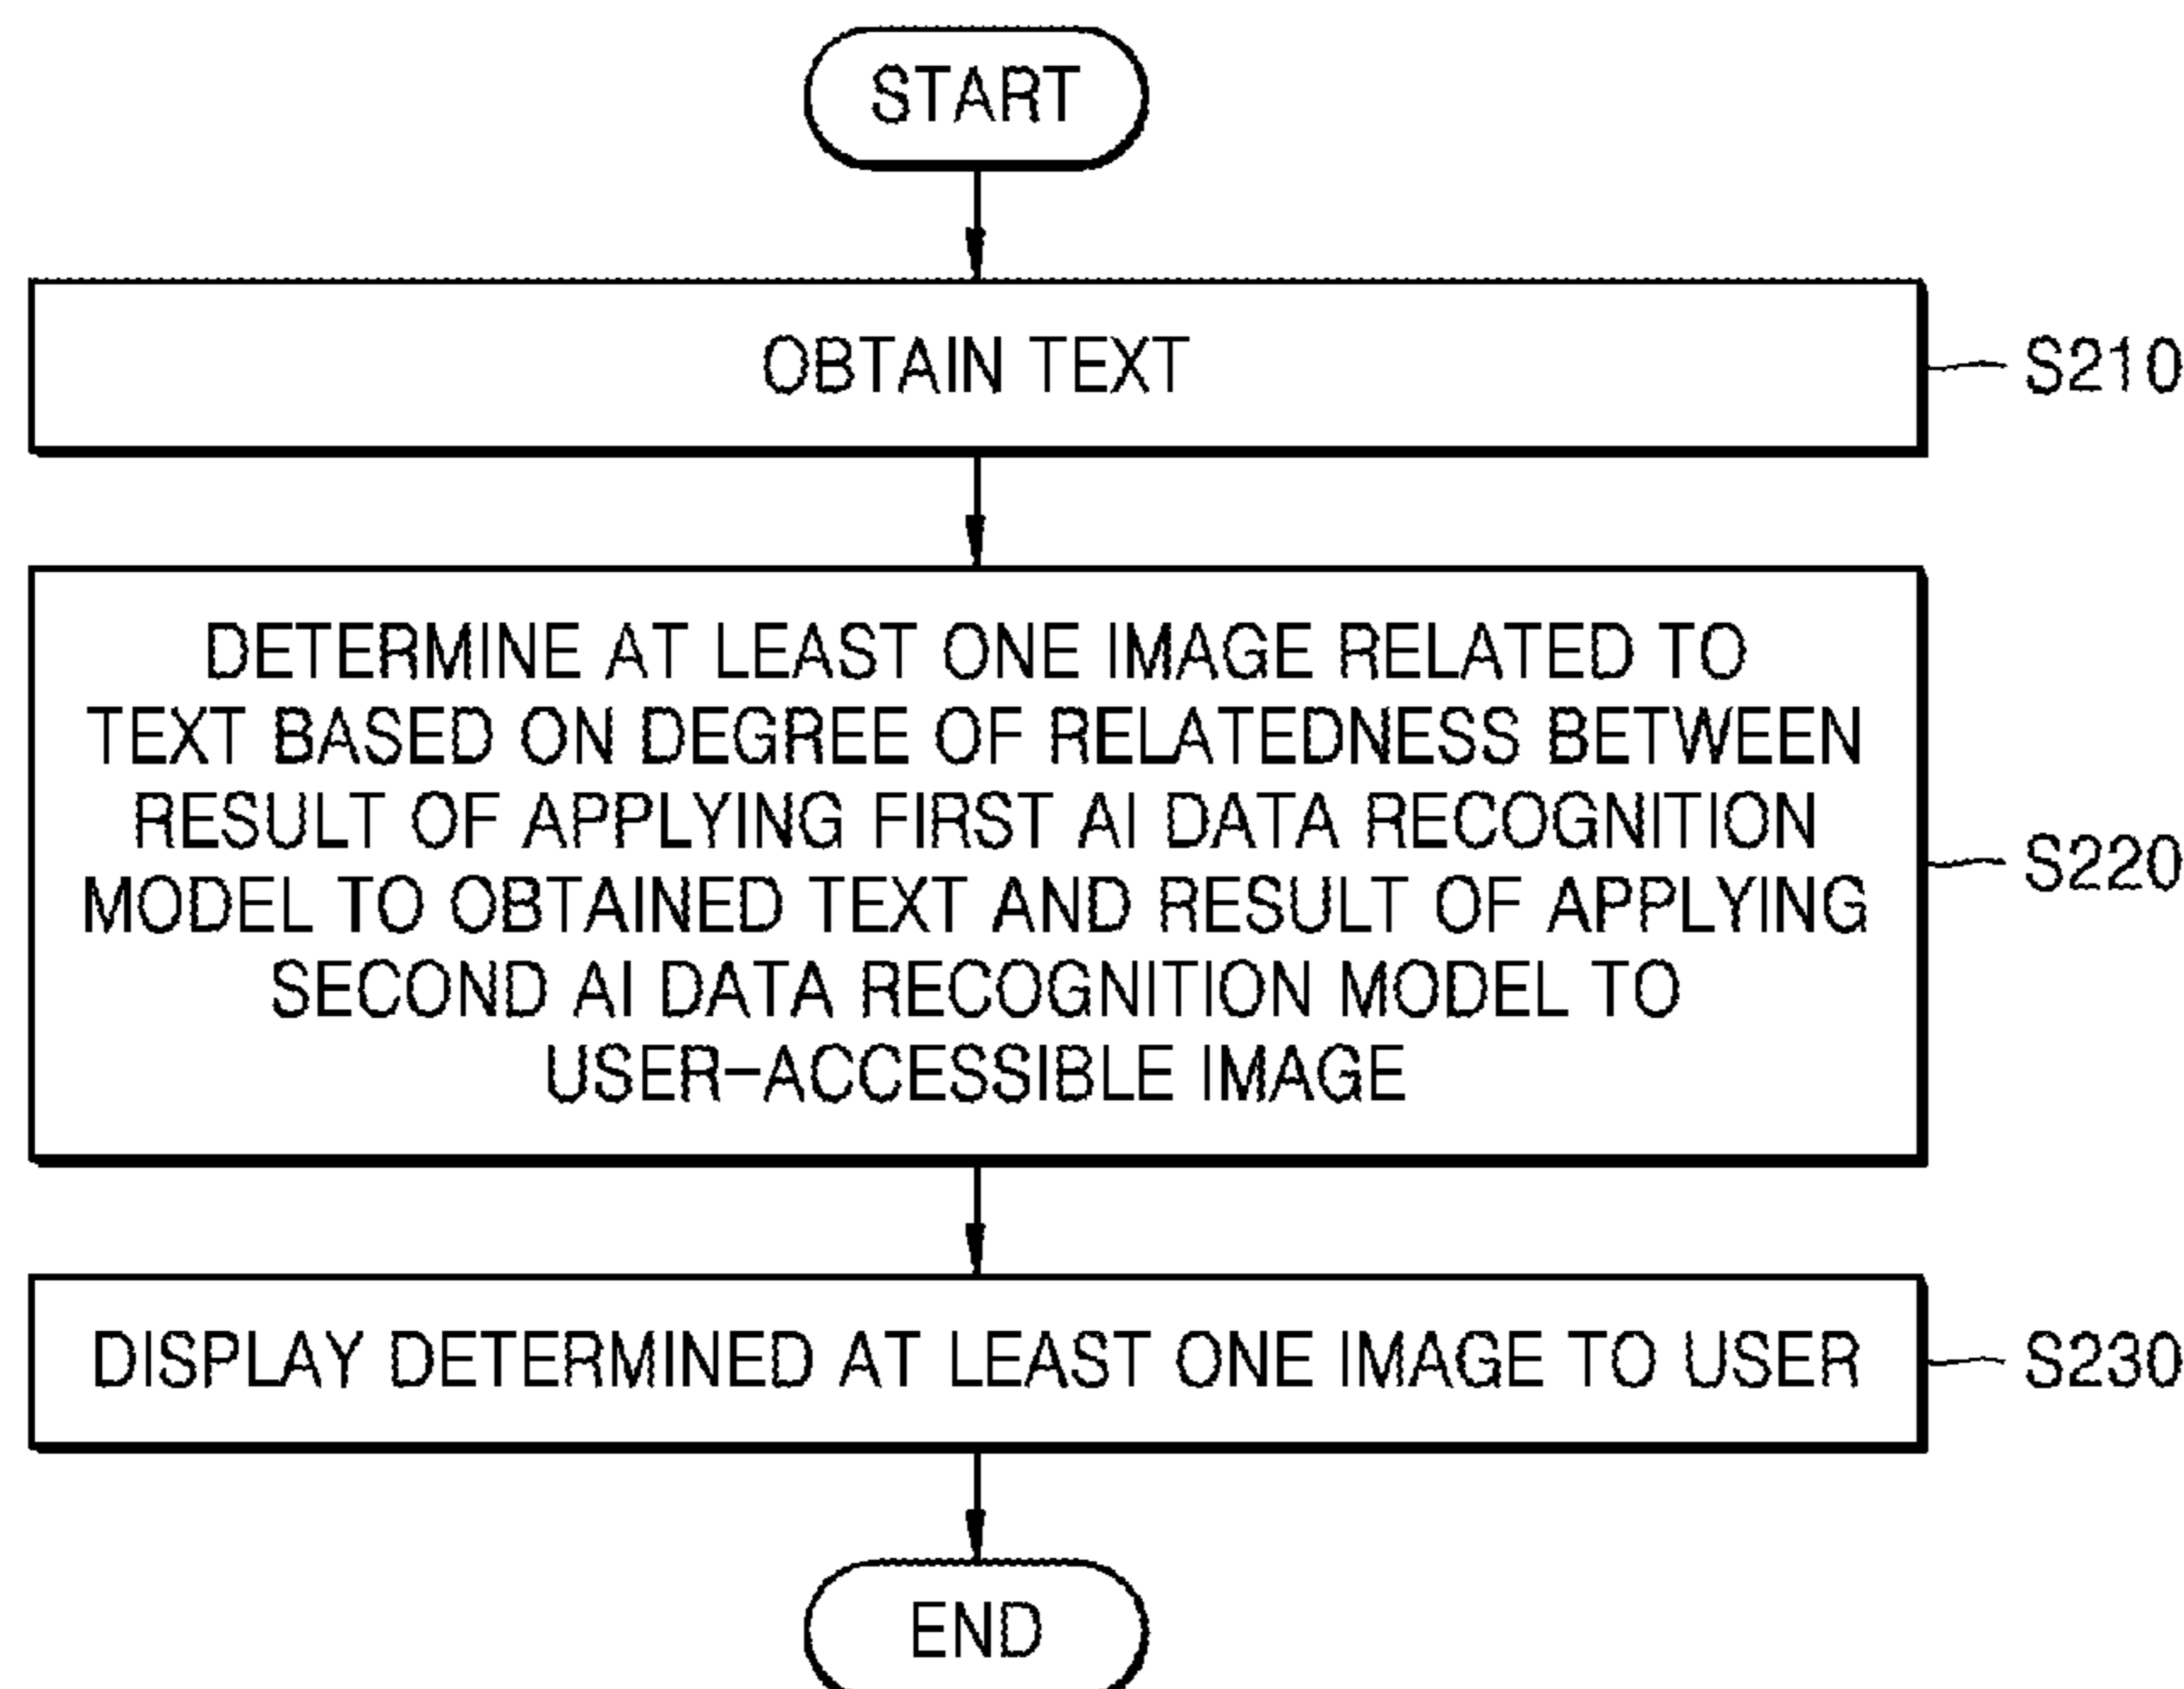 START
OBTAIN TEXT
S210
DETERMINE AT LEAST ONE IMAGE RELATED TO
TEXT BASED ON DEGREE OF RELATEDNESS BETWEEN
RESULT OF APPLYING FIRST AI DATA RECOGNITION
MODEL TO OBTAINED TEXT AND RESULT OF APPLYING
SECOND AI DATA RECOGNITION MODEL TO
USER-ACCESSIBLE IMAGE
S220
DISPLAY DETERMINED AT LEAST ONE IMAGE TO USER
S230
END